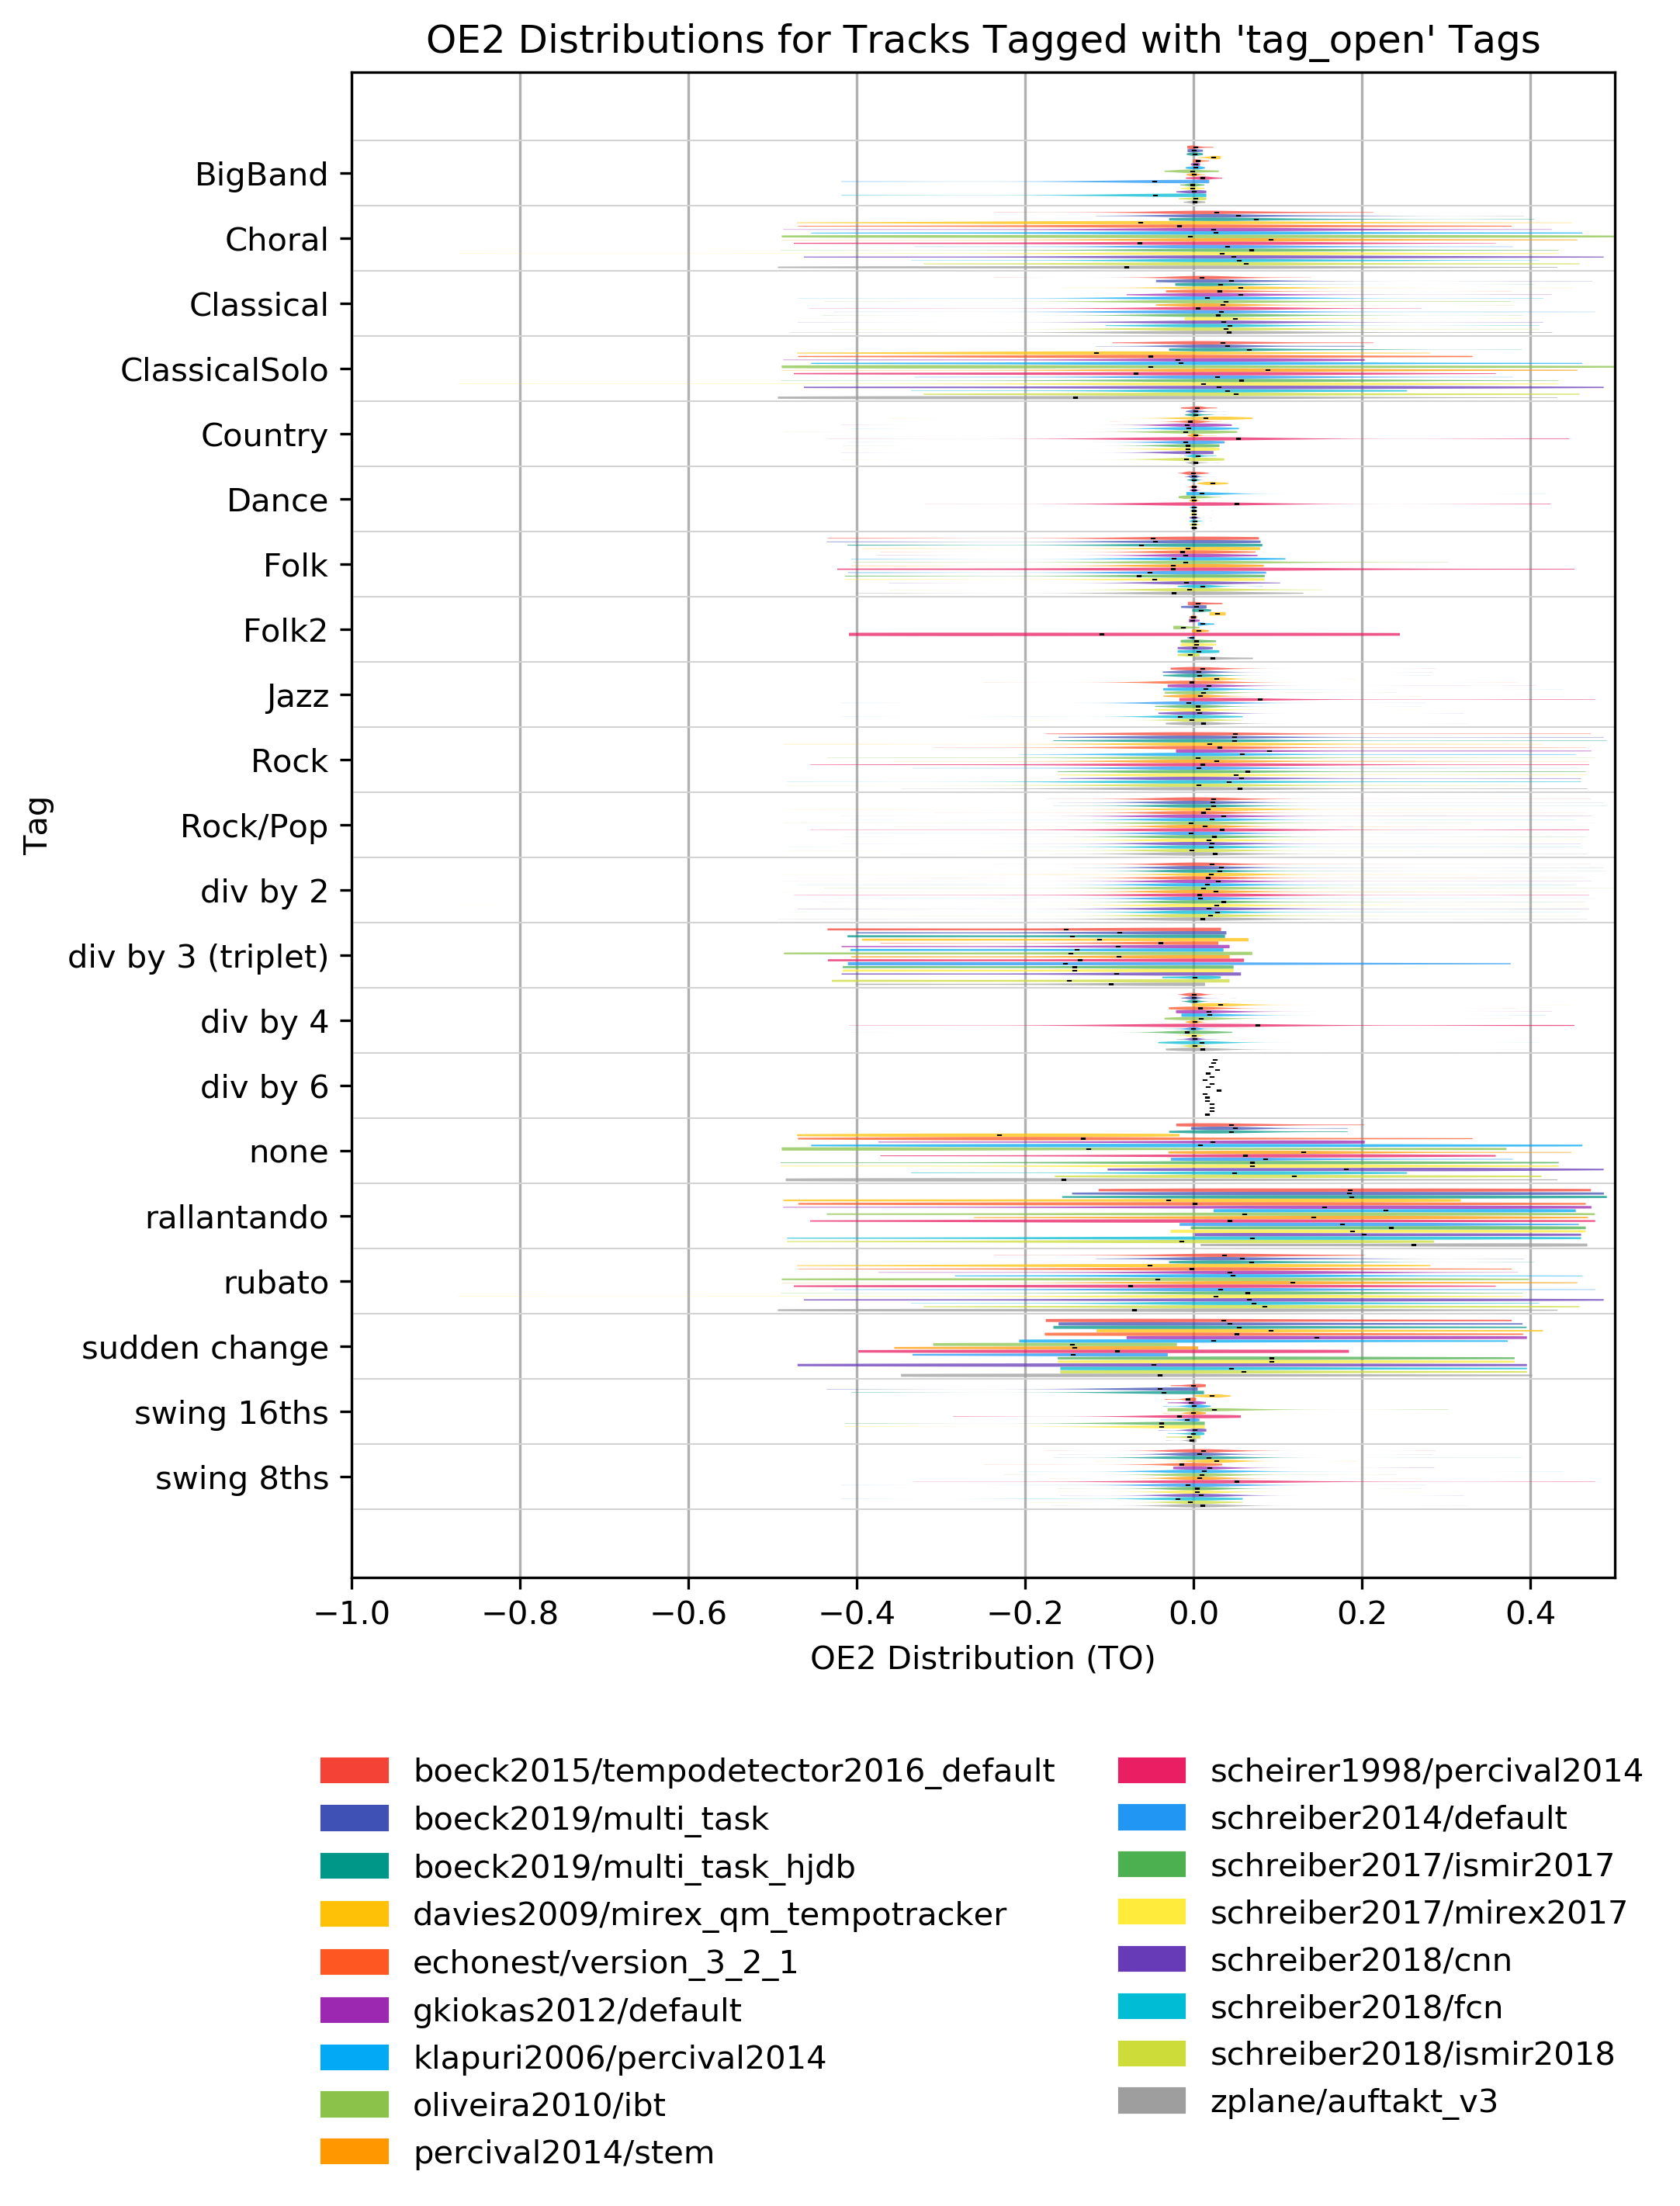 OE2 Distributions for Tracks Tagged with 'tag_open' Tags
Tag
BigBand
Choral
Classical
ClassicalSolo
Country
Dance
Folk
Folk2
Jazz
Rock
Rock/Pop
div by 2
div by 3 (triplet)
div by 4
div by 6
none
rallantando
rubato
sudden change
swing 16ths
swing 8ths
−1.0 −0.8 −0.6 −0.4 −0.2 0.0 0.2 0.4
OE2 Distribution (TO)
boeck2015/tempodetector2016_default
boeck2019/multi_task
boeck2019/multi_task_hjdb
davies2009/mirex_qm_tempotracker
echonest/version_3_2_1
gkiokas2012/default
klapuri2006/percival2014
oliveira2010/ibt
percival2014/stem
scheirer1998/percival2014
schreiber2014/default
schreiber2017/ismir2017
schreiber2017/mirex2017
schreiber2018/cnn
schreiber2018/fcn
schreiber2018/ismir2018
zplane/auftakt_v3